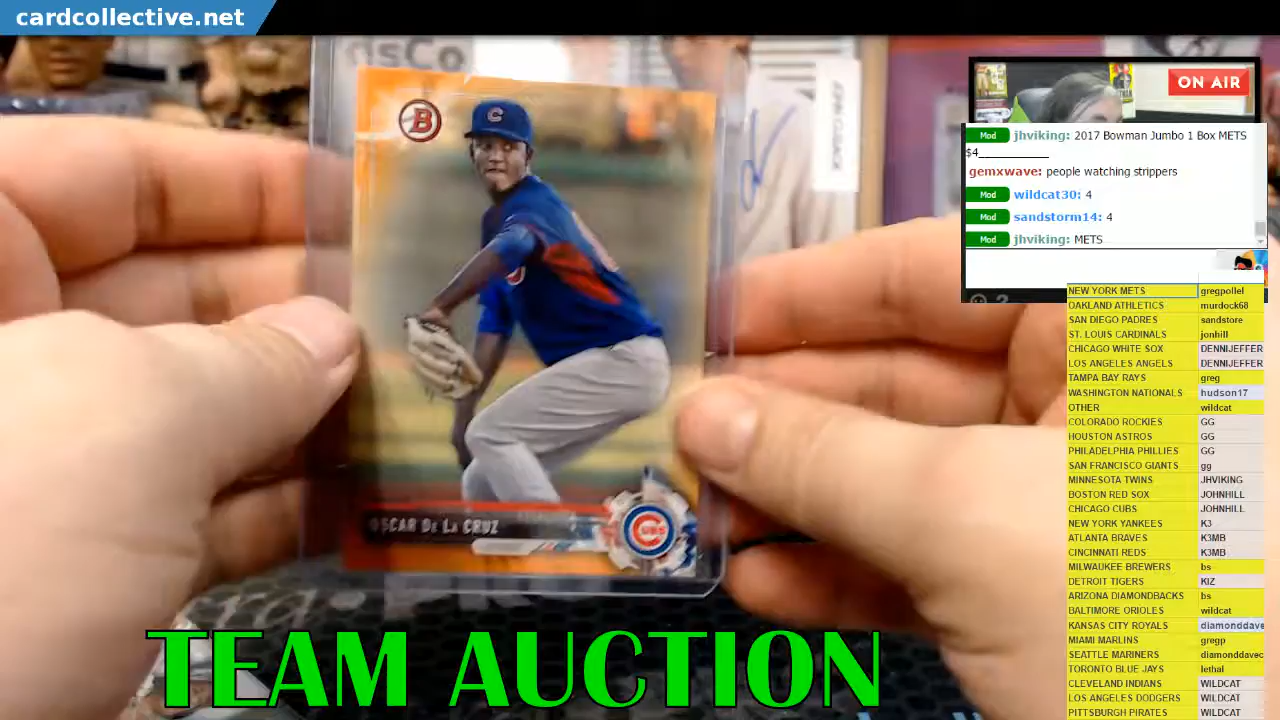 cardcollective.net
ON AIR
Mod jhviking: 2017 Bowman Jumbo 1 Box METS
$4__________
gemxwave: people watching strippers
Mod wildcat30: 4
Mod sandstorm14: 4
Mod jhviking: METS
B
C
OSCAR DE LA CRUZ
CUBS
NEW YORK METS gregpollel
OAKLAND ATHLETICS murdock68
SAN DIEGO PADRES sandstore
ST. LOUIS CARDINALS jonhill
CHICAGO WHITE SOX DENNIJEFFER
LOS ANGELES ANGELS DENNIJEFFER
TAMPA BAY RAYS greg
WASHINGTON NATIONALS hudson17
OTHER wildcat
COLORADO ROCKIES GG
HOUSTON ASTROS GG
PHILADELPHIA PHILLIES GG
SAN FRANCISCO GIANTS gg
MINNESOTA TWINS JHVIKING
BOSTON RED SOX JOHNHILL
CHICAGO CUBS JOHNHILL
NEW YORK YANKEES K3
ATLANTA BRAVES K3MB
CINCINNATI REDS K3MB
MILWAUKEE BREWERS bs
DETROIT TIGERS KIZ
ARIZONA DIAMONDBACKS bs
BALTIMORE ORIOLES wildcat
KANSAS CITY ROYALS diamonddave
MIAMI MARLINS gregp
SEATTLE MARINERS diamonddavec
TORONTO BLUE JAYS lethal
CLEVELAND INDIANS WILDCAT
LOS ANGELES DODGERS WILDCAT
PITTSBURGH PIRATES WILDCAT
TEAM AUCTION